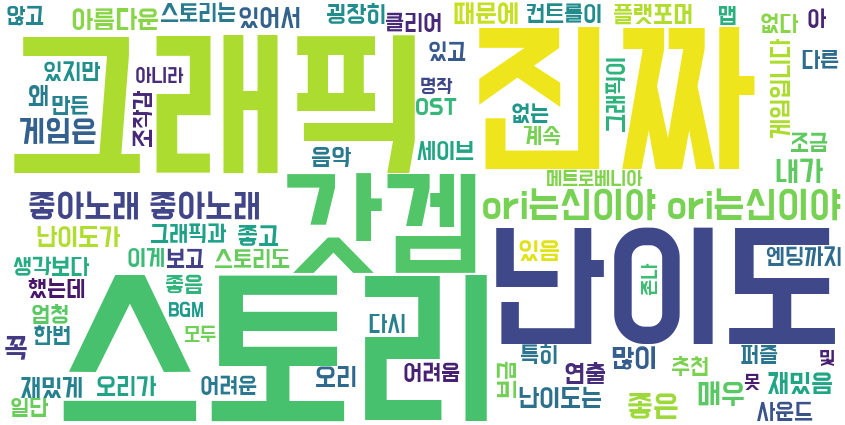 않고 아름다운 스토리는 있어서 굉장히 클리어 때문에 컨트롤이 플랫포머 맵 없다 아
그래픽 진짜
있지만 아니라 있고 다른
왜 만든 조작감 명작 OST 없는 그래픽이 게임입니다
게임은 계속 조금
음악 세이브 내가
갓겜 메트로베니아
좋아노래 좋아노래 ori는신이야 ori는신이야
난이도가 그래픽과 좋고
스토리 난이도
생각보다 이게 보고 스토리도 있음 엔딩까지
했는데 좋음 존나
엄청 BGM
꼭 한번 모두 다시
특히 많이 퍼즐 및
재밌게 오리가 어려운 오리 어려움 연출 추천 못 재밌음
일단 난이도는 좋은 매우 사운드